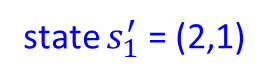 state s′₁ = (2,1)